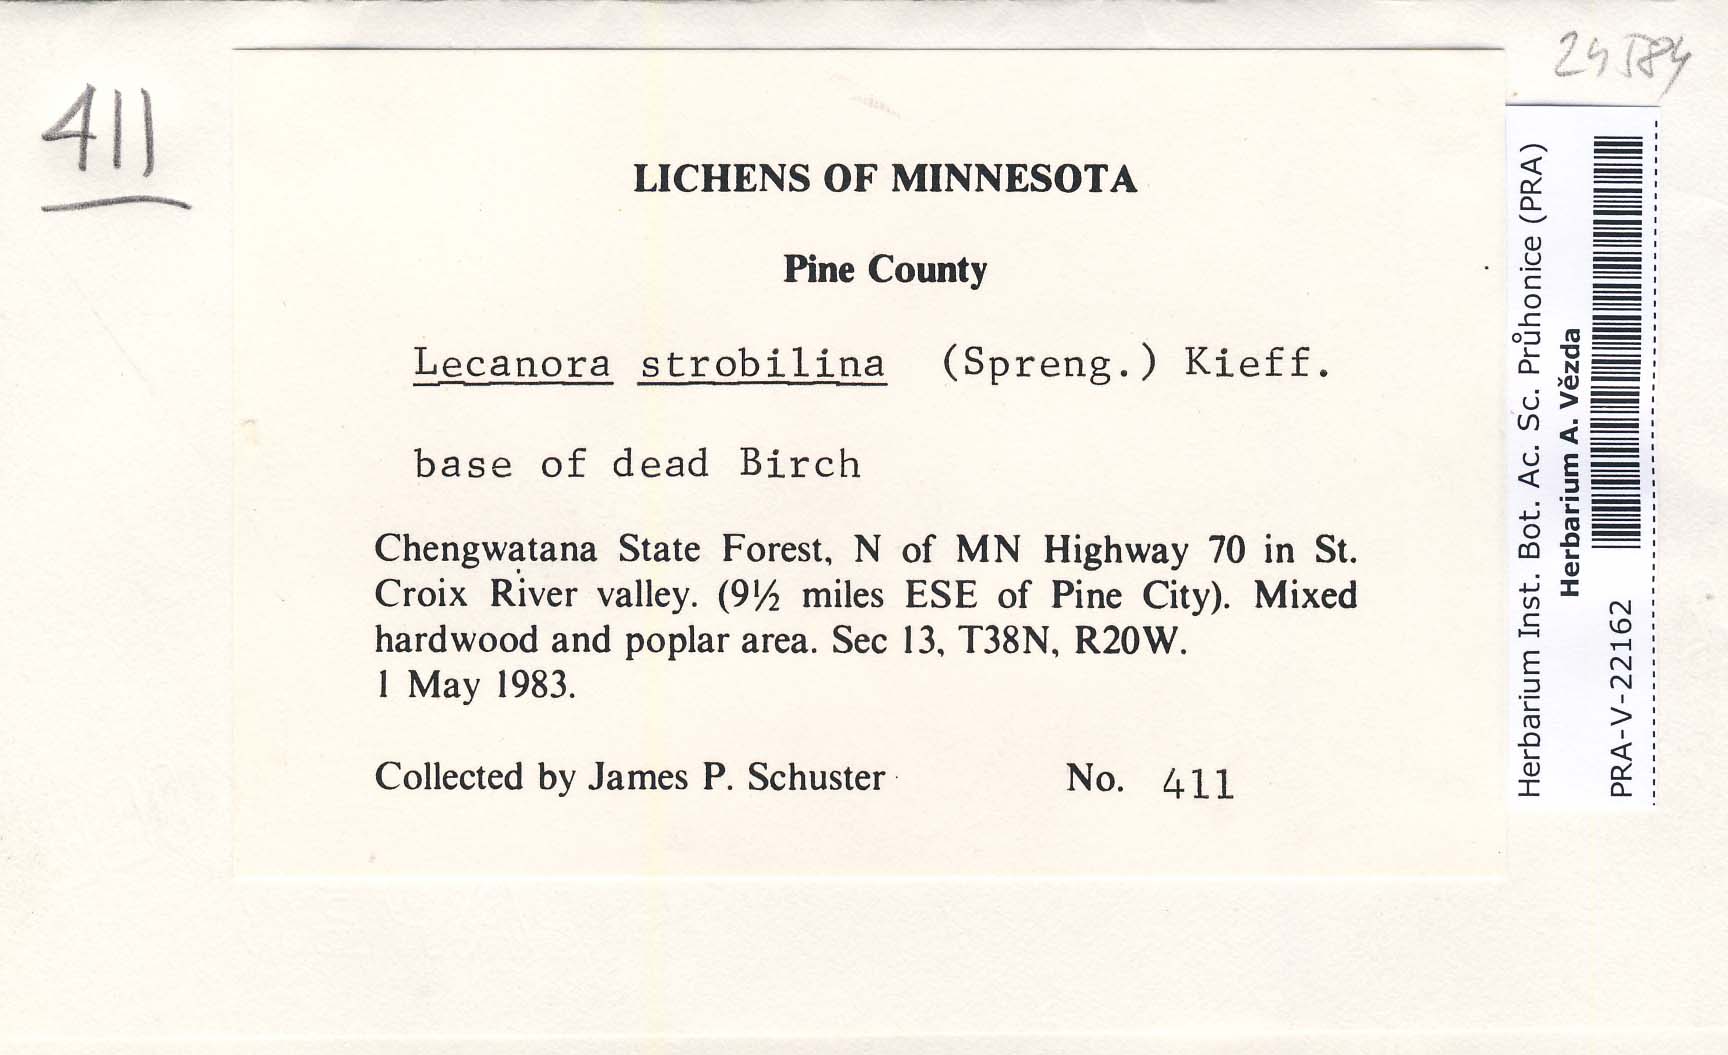 411
24584
LICHENS OF MINNESOTA
Pine County
Lecanora strobilina (Spreng.) Kieff.
base of dead Birch
Chengwatana State Forest, N of MN Highway 70 in St.
Croix River valley. (9½ miles ESE of Pine City). Mixed
hardwood and poplar area. Sec 13, T38N, R20W.
1 May 1983.
Collected by James P. Schuster No. 411
Herbarium Inst. Bot. Ac. Sc. Průhonice (PRA)
Herbarium A. Vězda
PRA-V-22162